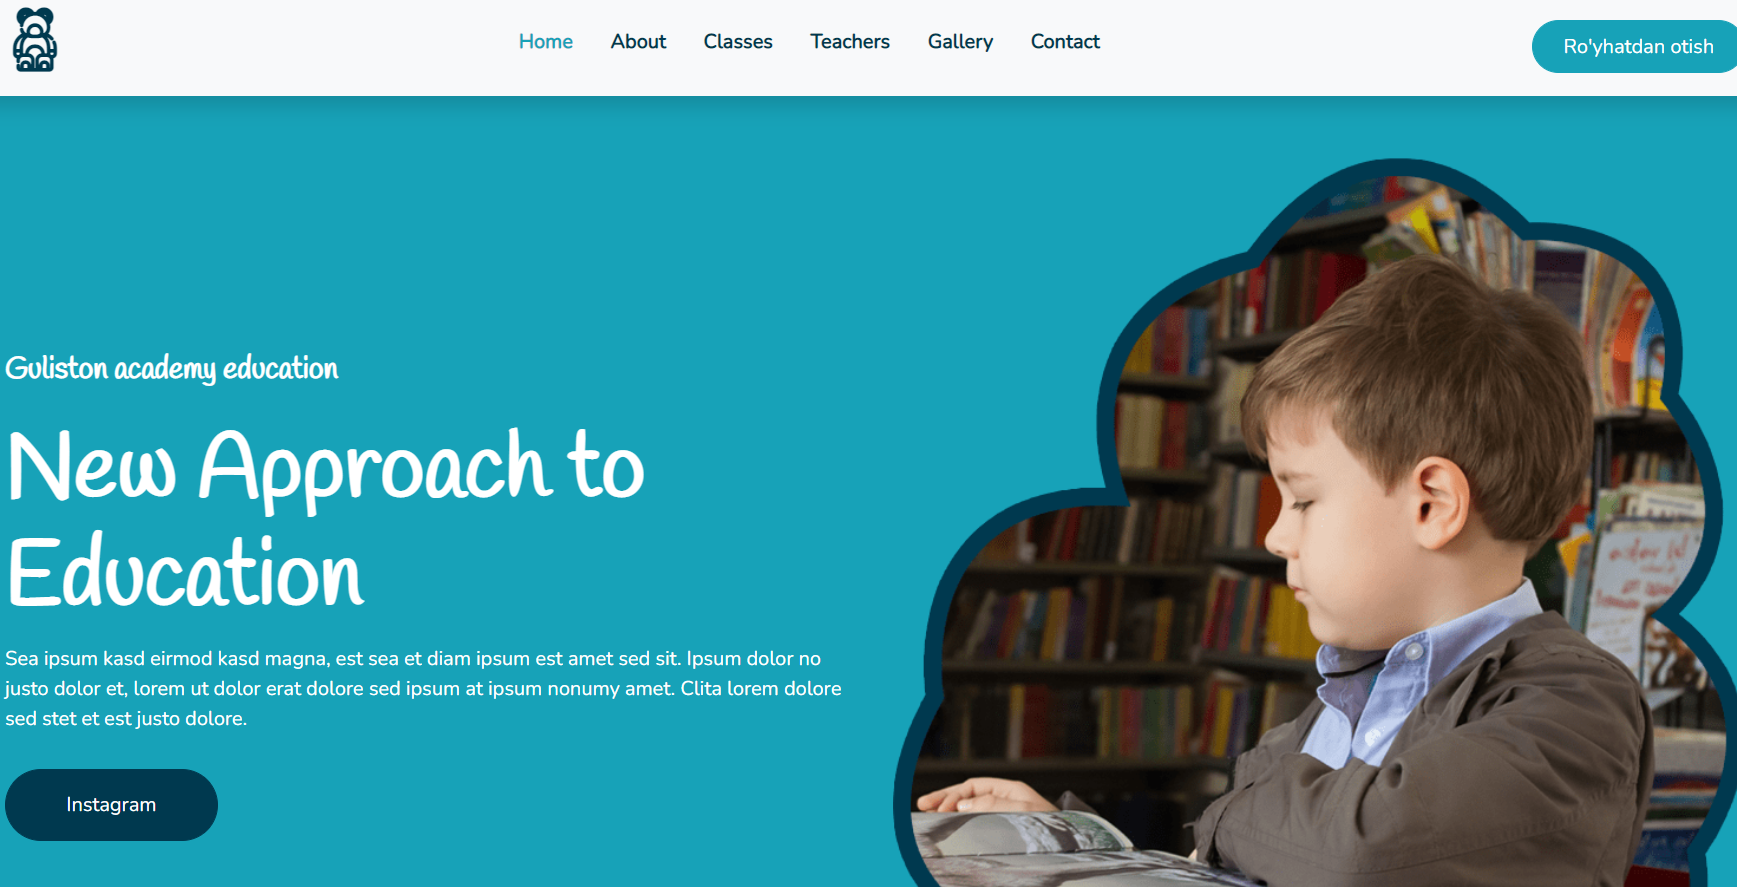 Home About Classes Teachers Gallery Contact Ro'yhatdan otish
Guliston academy education
New Approach to
Education
Sea ipsum kasd eirmod kasd magna, est sea et diam ipsum est amet sed sit. Ipsum dolor no
justo dolor et, lorem ut dolor erat dolore sed ipsum at ipsum nonumy amet. Clita lorem dolore
sed stet et est justo dolore.
Instagram